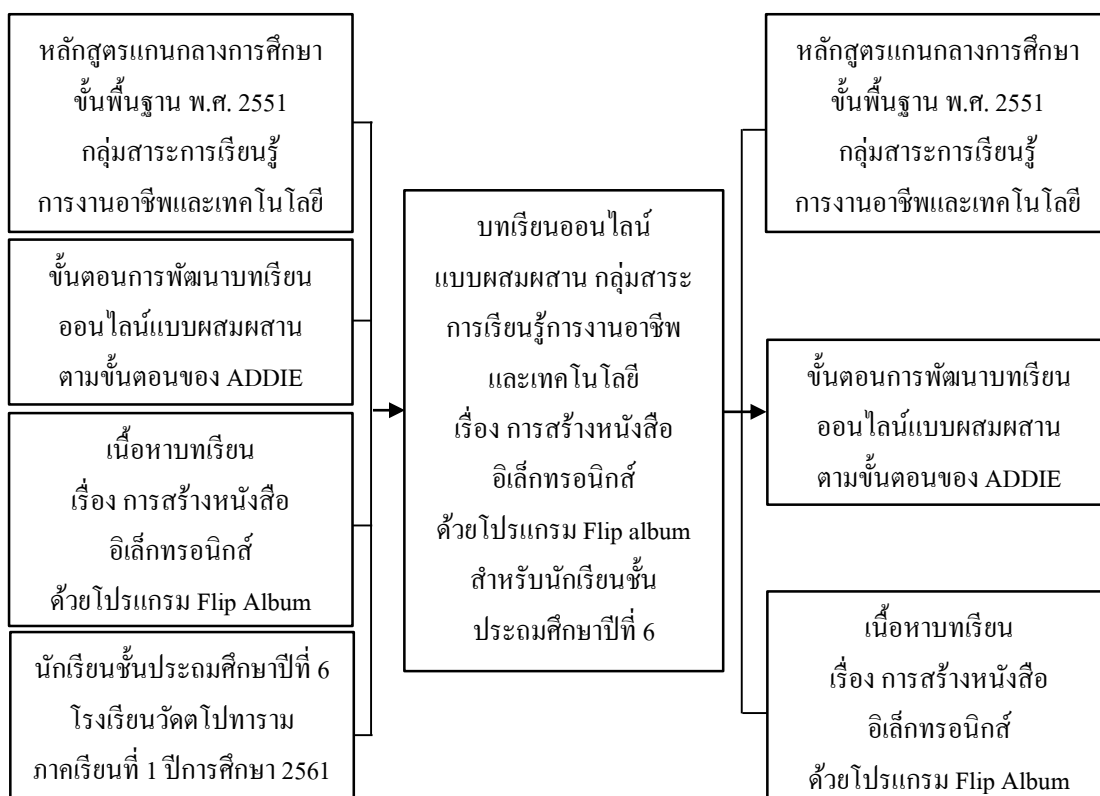 หลักสูตรแกนกลางการศึกษา
ขั้นพื้นฐาน พ.ศ. 2551
กลุ่มสาระการเรียนรู้
การงานอาชีพและเทคโนโลยี
ขั้นตอนการพัฒนาบทเรียน
ออนไลน์แบบผสมผสาน
ตามขั้นตอนของ ADDIE
เนื้อหาบทเรียน
เรื่อง การสร้างหนังสือ
อิเล็กทรอนิกส์
ด้วยโปรแกรม Flip Album
นักเรียนชั้นประถมศึกษาปีที่ 6
โรงเรียนวัดตโปทาราม
ภาคเรียนที่ 1 ปีการศึกษา 2561
บทเรียนออนไลน์
แบบผสมผสาน กลุ่มสาระ
การเรียนรู้การงานอาชีพ
และเทคโนโลยี
เรื่อง การสร้างหนังสือ
อิเล็กทรอนิกส์
ด้วยโปรแกรม Flip album
สำหรับนักเรียนชั้น
ประถมศึกษาปีที่ 6
หลักสูตรแกนกลางการศึกษา
ขั้นพื้นฐาน พ.ศ. 2551
กลุ่มสาระการเรียนรู้
การงานอาชีพและเทคโนโลยี
ขั้นตอนการพัฒนาบทเรียน
ออนไลน์แบบผสมผสาน
ตามขั้นตอนของ ADDIE
เนื้อหาบทเรียน
เรื่อง การสร้างหนังสือ
อิเล็กทรอนิกส์
ด้วยโปรแกรม Flip Album